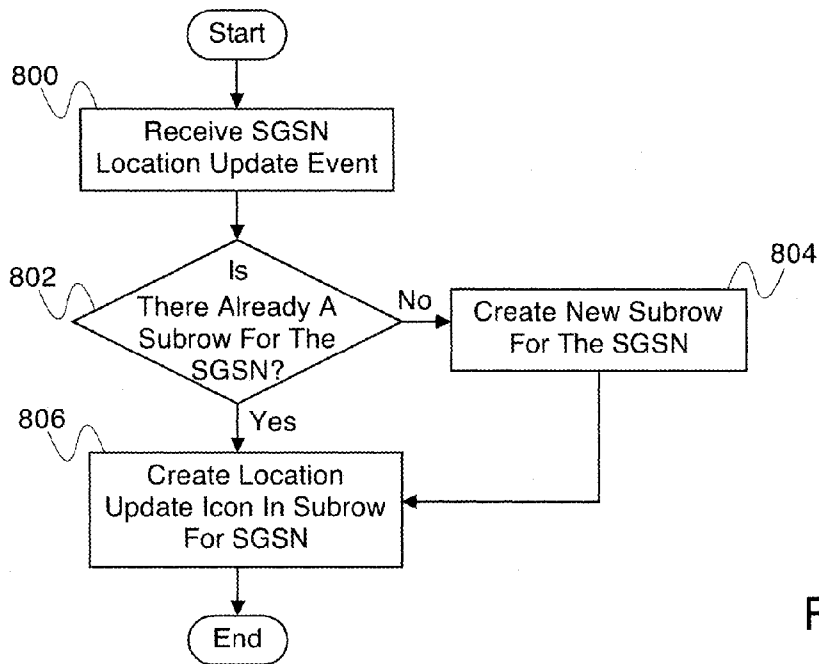 Start
800
Receive SGSN
Location Update Event
802
Is
There Already A
Subrow For The
SGSN?
No
804
Create New Subrow
For The SGSN
Yes
806
Create Location
Update Icon In Subrow
For SGSN
End
F